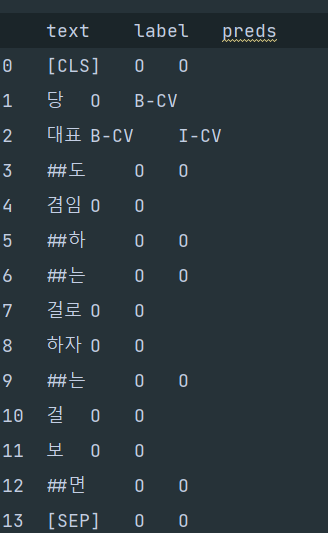 text label preds
0 [CLS] O O
1 당 O B-CV
2 대표 B-CV I-CV
3 ##도 O O
4 겸임 O O
5 ##하 O O
6 ##는 O O
7 걸로 O O
8 하자 O O
9 ##는 O O
10 걸 O O
11 보 O O
12 ##면 O O
13 [SEP] O O